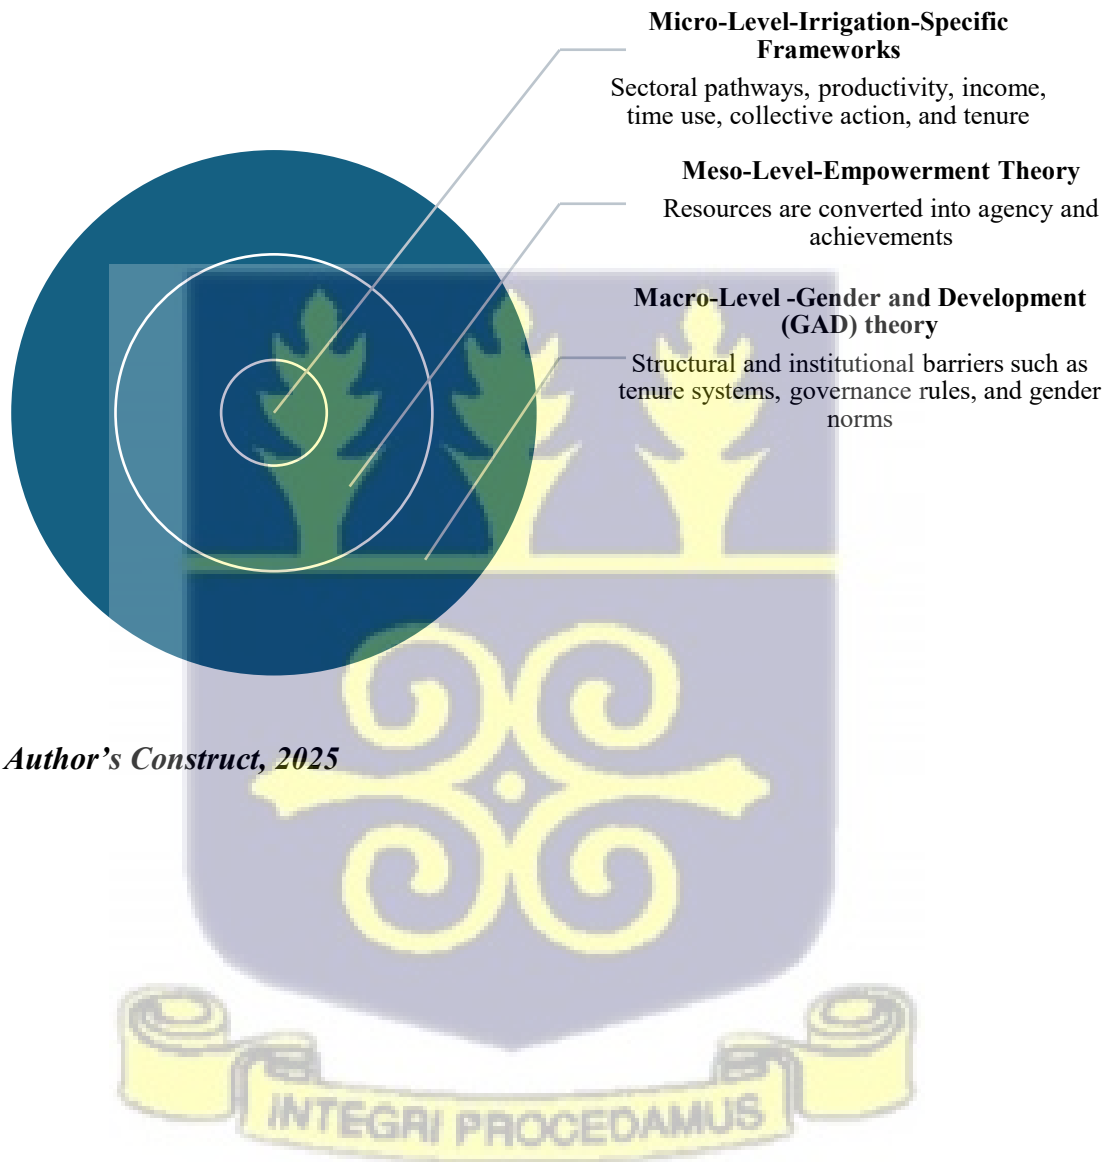 Micro-Level-Irrigation-Specific
Frameworks
Sectoral pathways, productivity, income,
time use, collective action, and tenure
Meso-Level-Empowerment Theory
Resources are converted into agency and
achievements
Macro-Level -Gender and Development
(GAD) theory
Structural and institutional barriers such as
tenure systems, governance rules, and gender
norms
Author’s Construct, 2025
INTEGRI PROCEDAMUS